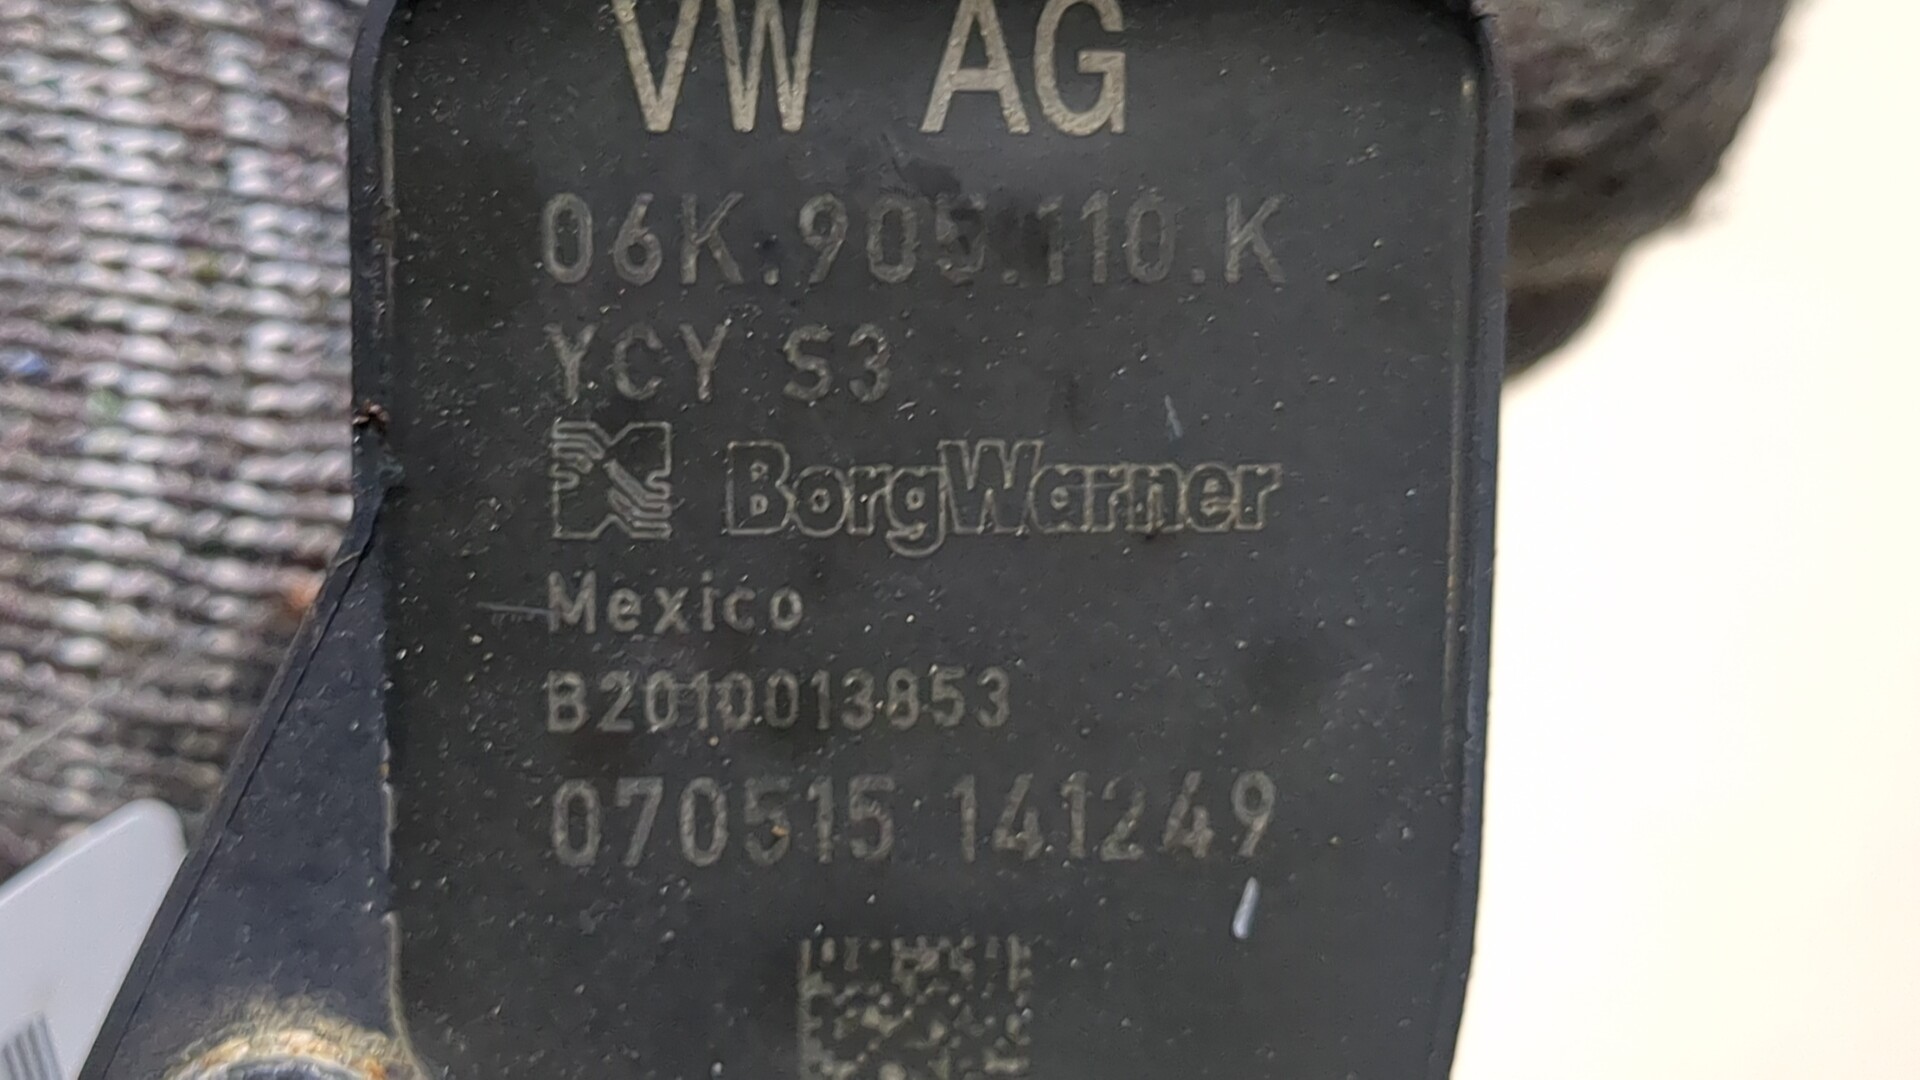 VW AG
06K.905.110.K
YCY S3
BorgWarner
Mexico
B2010013853
070515 141249